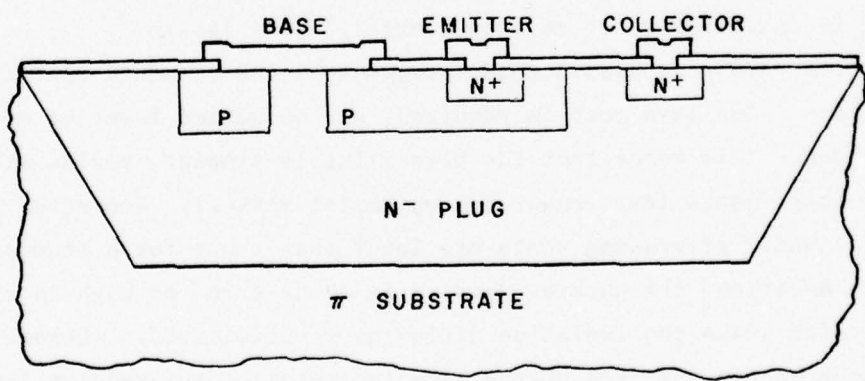 BASE EMITTER COLLECTOR
N+ N+
P P
N PLUG
π SUBSTRATE